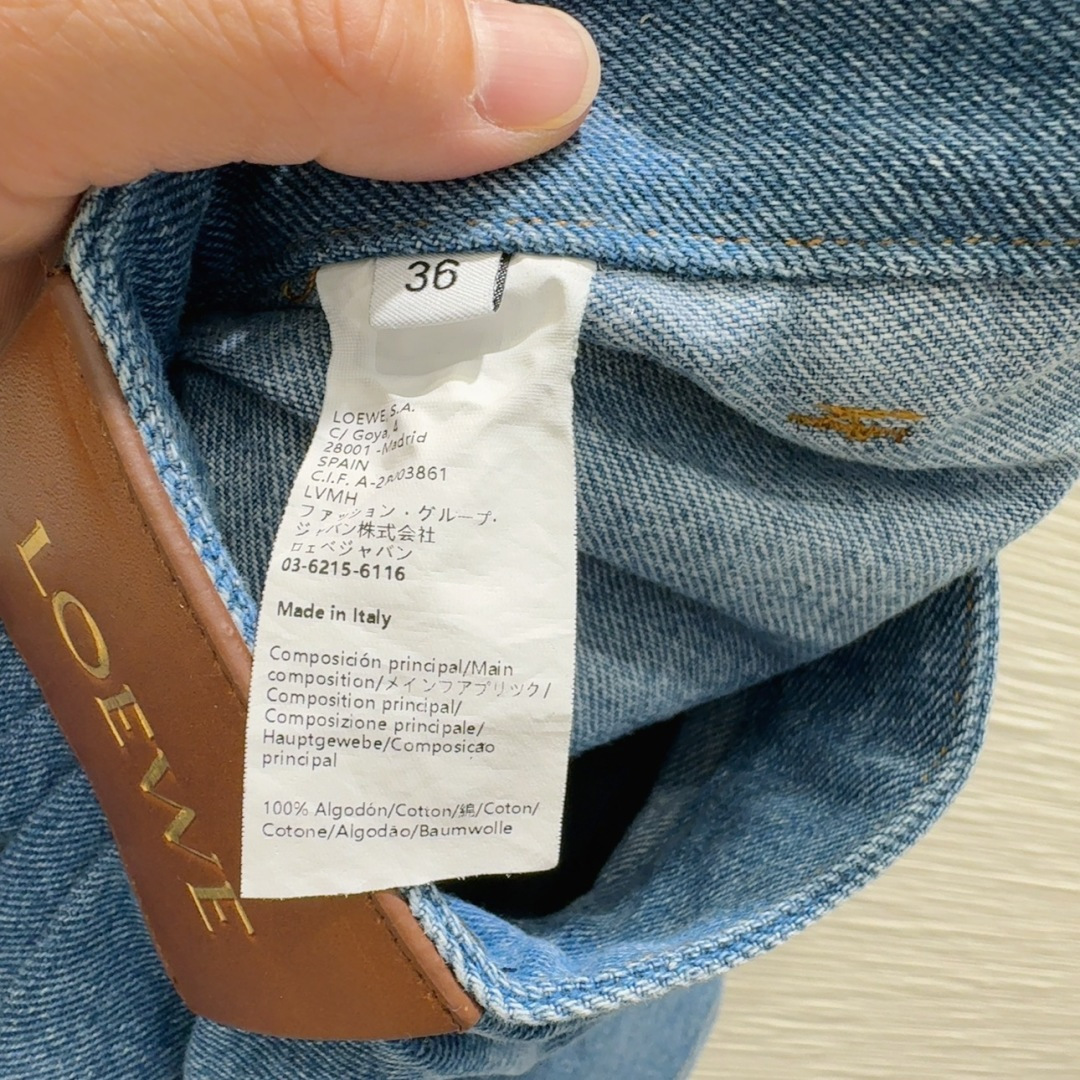 36
LOEWE S.A.
C/ Goya, 4
28001 - Madrid
SPAIN
C.I.F. A-28003861
LVMH
ファッション・グループ・
ジャパン株式会社
ロエベジャパン
03-6215-6116
Made in Italy
Composición principal/Main
composition/メインファブリック/
Composition principal/
Composizione principale/
Hauptgewebe/Composicão
principal
100% Algodón/Cotton/綿/Coton/
Cotone/Algodão/Baumwolle
LOEWE